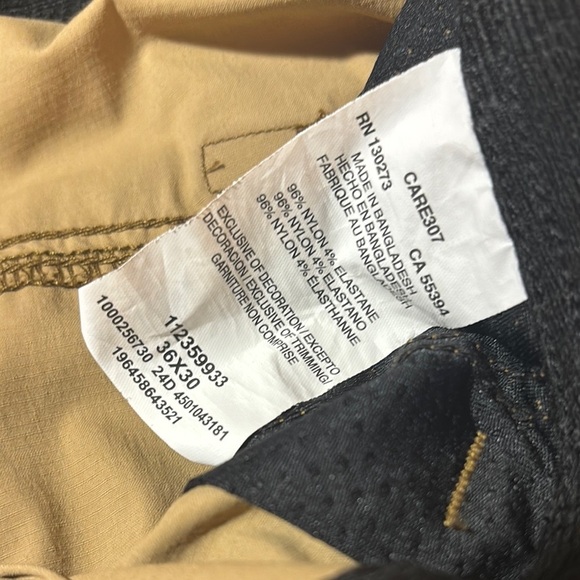 RN 130273
CARE307
CA 55394
MADE IN BANGLADESH
HECHO EN BANGLADESH
FABRIQUE AU BANGLADESH
96% NYLON 4% ELASTANE
96% NYLON 4% ELASTANO
96% NYLON 4% ÉLASTHANNE
EXCLUSIVE OF DECORATION/EXCEPTO
DECORACION/EXCLUSIVE OF TRIMMING/
GARNITURE NON COMPRISE
112359933
36X30
1000256730 24D 4501043181
196458643521